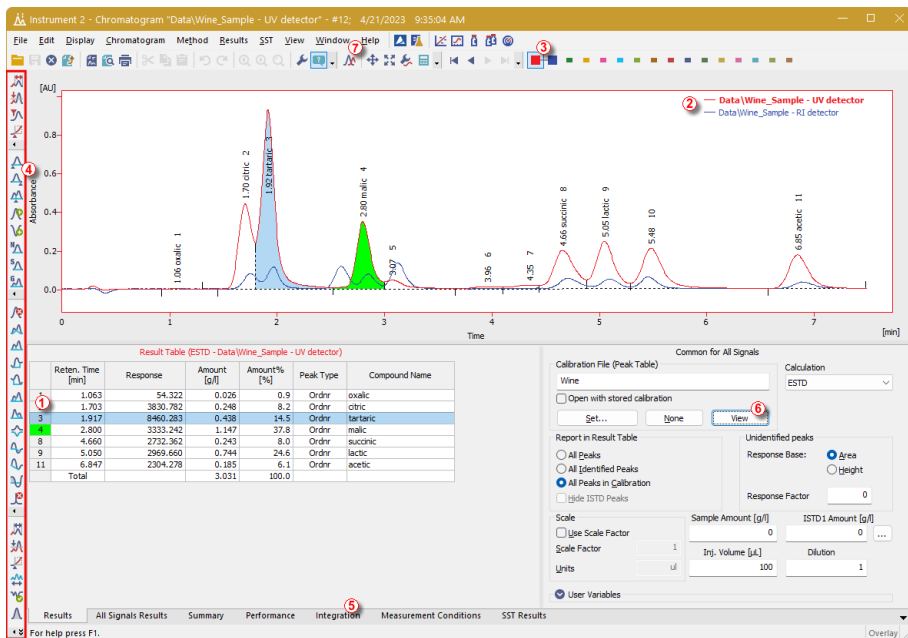 Instrument 2 - Chromatogram "Data\Wine_Sample - UV detector" - #12; 4/21/2023 9:35:04 AM
File Edit Display Chromatogram Method Results SST View Window Help
7
3
[AU]
2
Data\Wine_Sample - UV detector
Data\Wine_Sample - RI detector
4
Absorbance
0.8
0.6
0.4
0.2
0.0
1.06 oxalic 1
1.70 citric 2
1.92 tartaric 3
2.80 malic 4
3.07 5
3.96 6
4.35 7
4.66 succinic 8
5.05 lactic 9
5.48 10
6.85 acetic 11
0 1 2 3 4 5 6 7
Time
[min]
Result Table (ESTD - Data\Wine_Sample - UV detector)
Reten. Time [min] Response Amount [g/l] Amount% [%] Peak Type Compound Name
1 1.063 54.322 0.026 0.9 Ordnr oxalic
1.703 3830.782 0.248 8.2 Ordnr citric
3 1.917 8460.283 0.438 14.5 Ordnr tartaric
4 2.800 3333.242 1.147 37.8 Ordnr malic
8 4.660 2732.362 0.243 8.0 Ordnr succinic
9 5.050 2969.660 0.744 24.6 Ordnr lactic
11 6.847 2304.278 0.185 6.1 Ordnr acetic
Total 3.031 100.0
Common for All Signals
Calibration File (Peak Table)
Wine
Open with stored calibration
Set... None View 6
Calculation
ESTD
Report in Result Table
All Peaks
All Identified Peaks
All Peaks in Calibration
Hide ISTD Peaks
Unidentified peaks
Response Base: Area
Height
Response Factor 0
Scale
Use Scale Factor
Scale Factor 1
Units ul
Sample Amount [g/l] ISTD1 Amount [g/l]
0 0 ...
Inj. Volume [µL] Dilution
100 1
User Variables
5
Results All Signals Results Summary Performance Integration Measurement Conditions SST Results
For help press F1.
Overlay